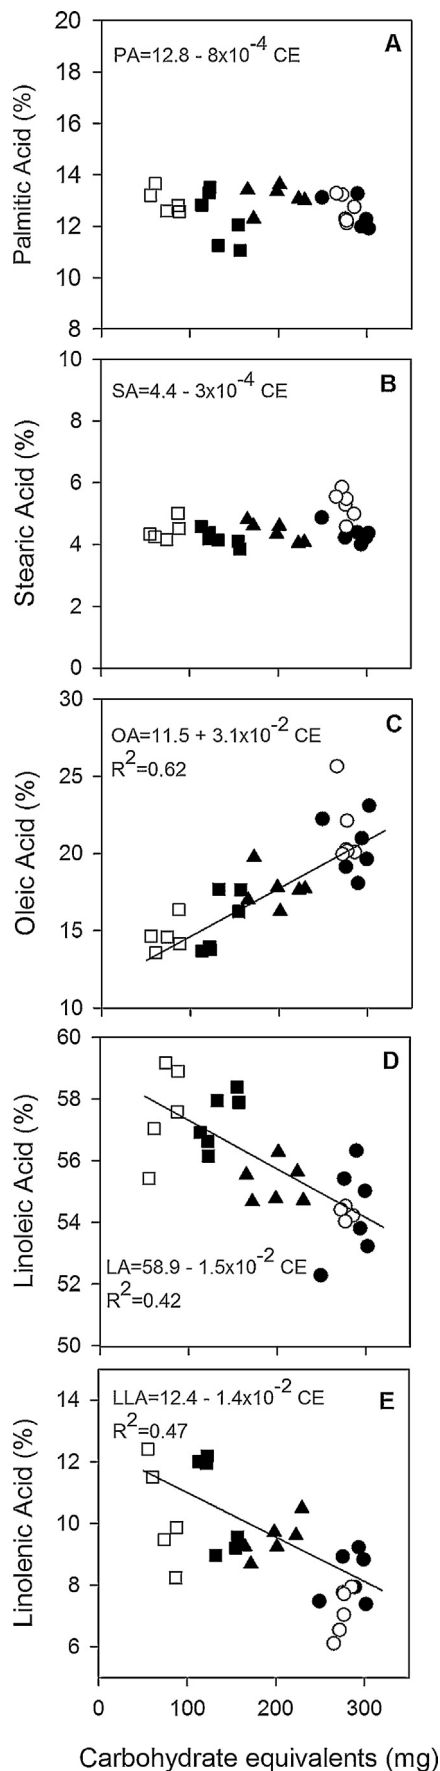 A
PA=12.8 - 8x10-4 CE
Palmitic Acid (%)
20
18
16
14
12
10
8
B
SA=4.4 - 3x10-4 CE
Stearic Acid (%)
10
8
6
4
2
0
C
OA=11.5 + 3.1x10-2 CE
R2=0.62
Oleic Acid (%)
30
25
20
15
10
D
Linoleic Acid (%)
60
58
56
54
52
50
LA=58.9 - 1.5x10-2 CE
R2=0.42
E
LLA=12.4 - 1.4x10-2 CE
R2=0.47
Linolenic Acid (%)
14
12
10
8
6
0 100 200 300
Carbohydrate equivalents (mg)